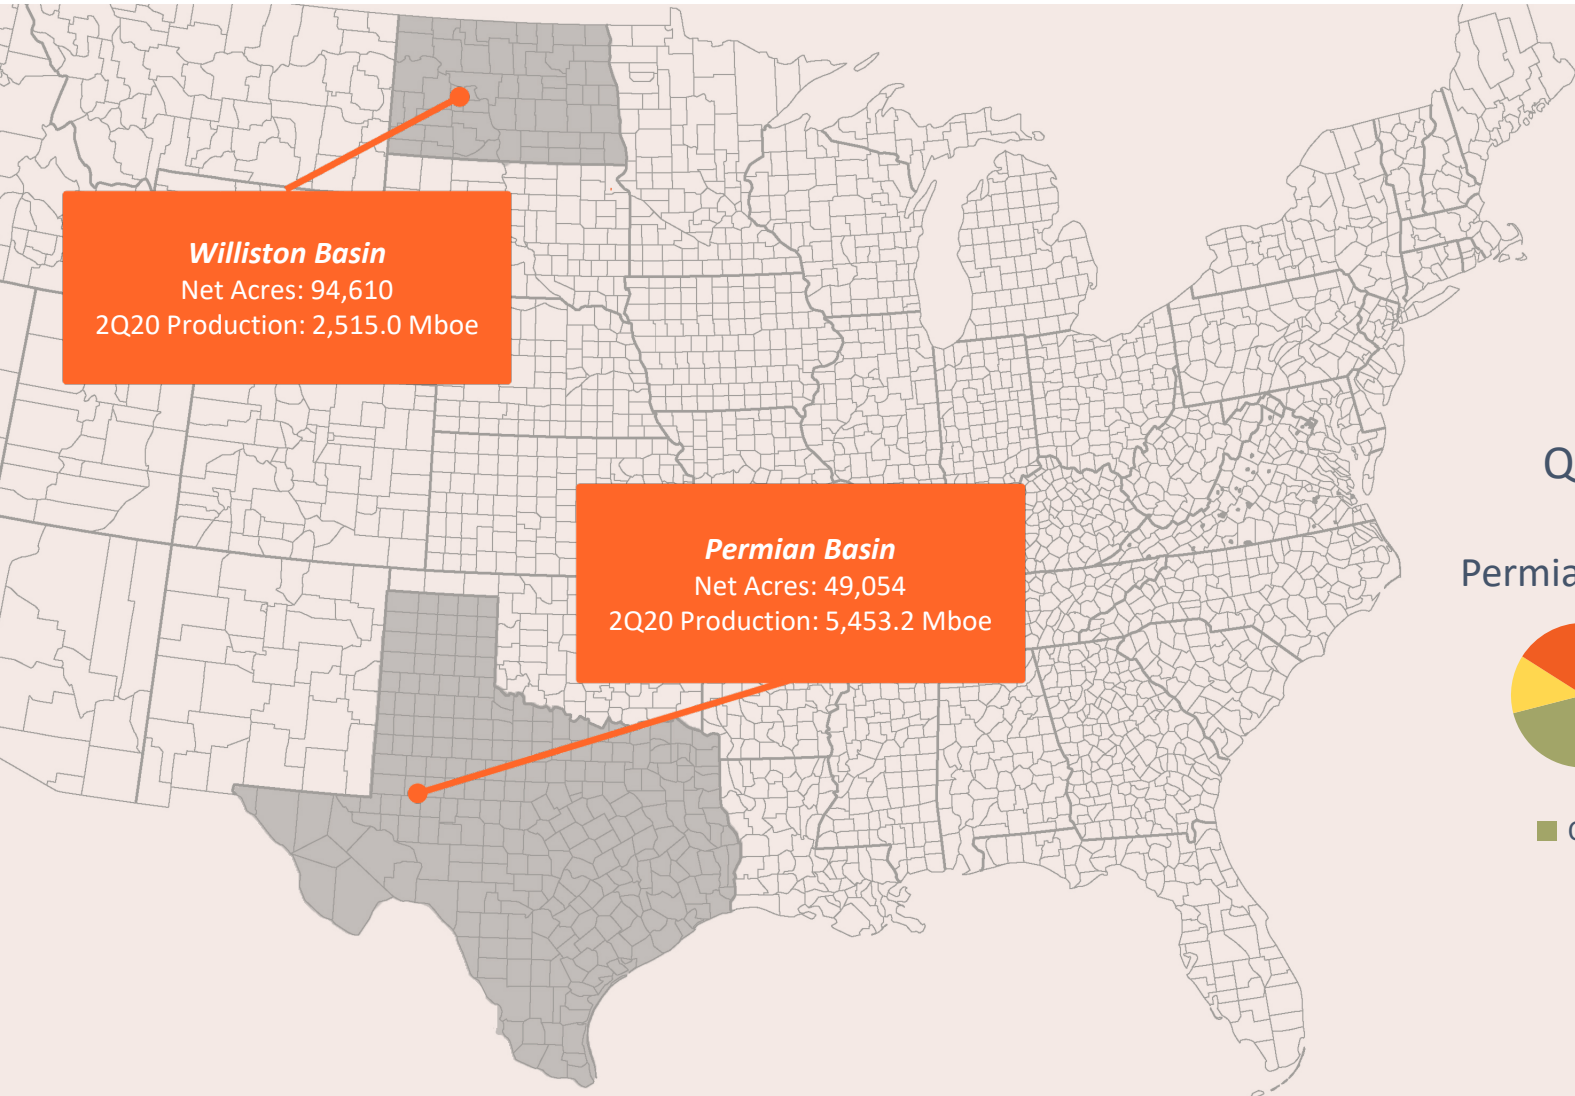 Williston Basin
Net Acres: 94,610
2Q20 Production: 2,515.0 Mboe
Permian Basin
Net Acres: 49,054
2Q20 Production: 5,453.2 Mboe